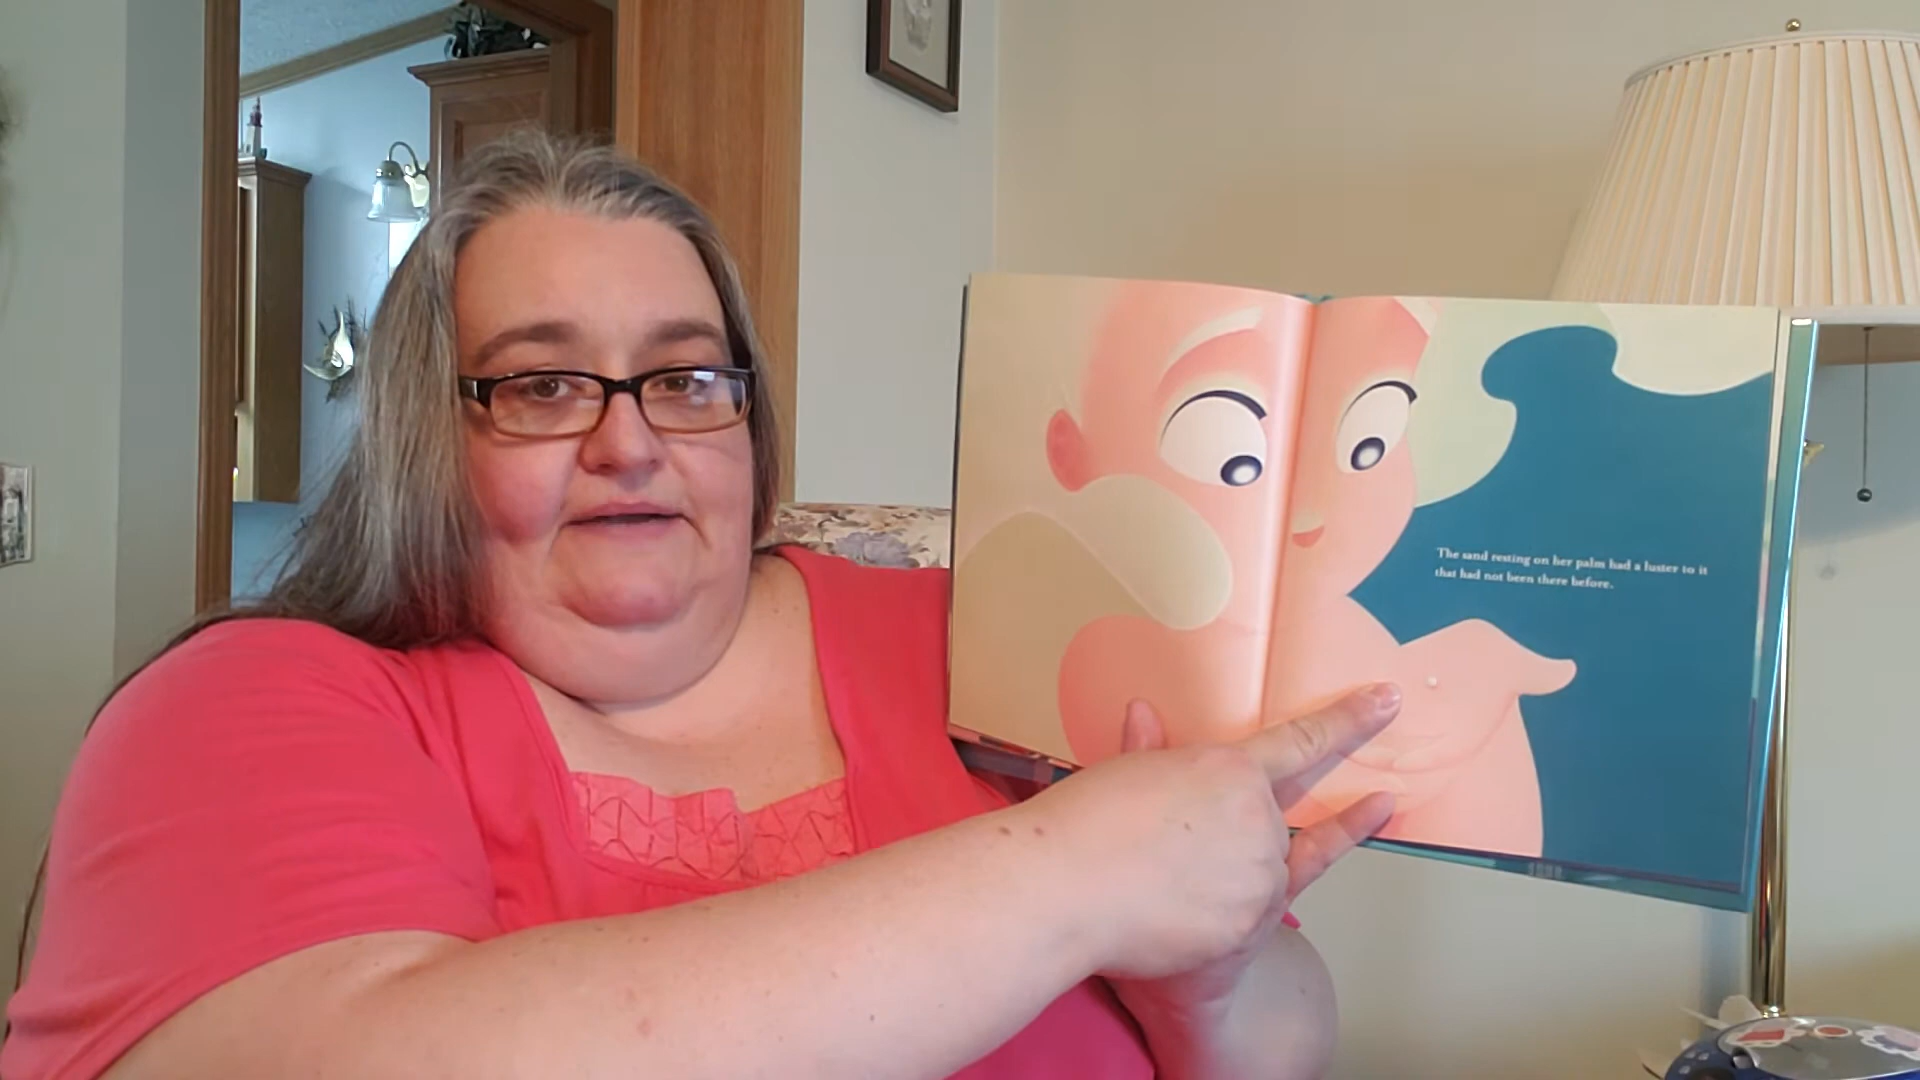 The sand resting on her palm had a luster to it
that had not been there before.